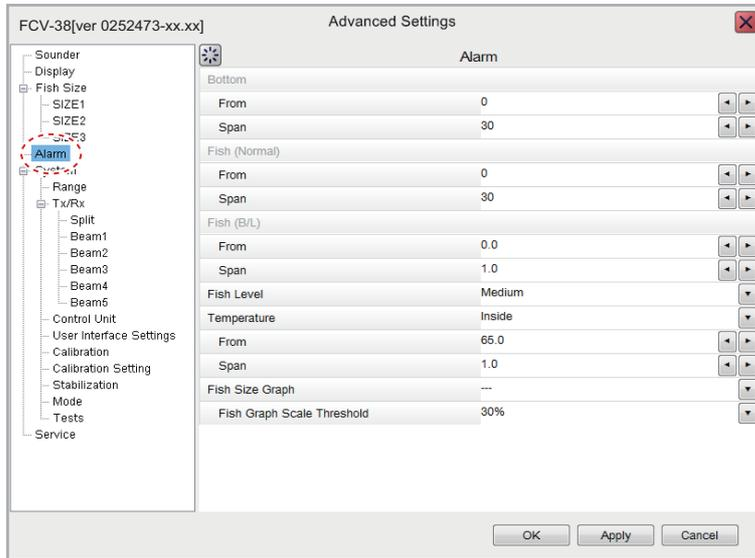 FCV-38[ver 0252473-xx.xx]
Advanced Settings
Sounder
Display
Fish Size
SIZE1
SIZE2
SIZE3
Alarm
System
Range
Tx/Rx
Split
Beam1
Beam2
Beam3
Beam4
Beam5
Control Unit
User Interface Settings
Calibration
Calibration Setting
Stabilization
Mode
Tests
Service
Alarm
Bottom
From 0
Span 30
Fish (Normal)
From 0
Span 30
Fish (B/L)
From 0.0
Span 1.0
Fish Level Medium
Temperature Inside
From 65.0
Span 1.0
Fish Size Graph ---
Fish Graph Scale Threshold 30%
OK Apply Cancel